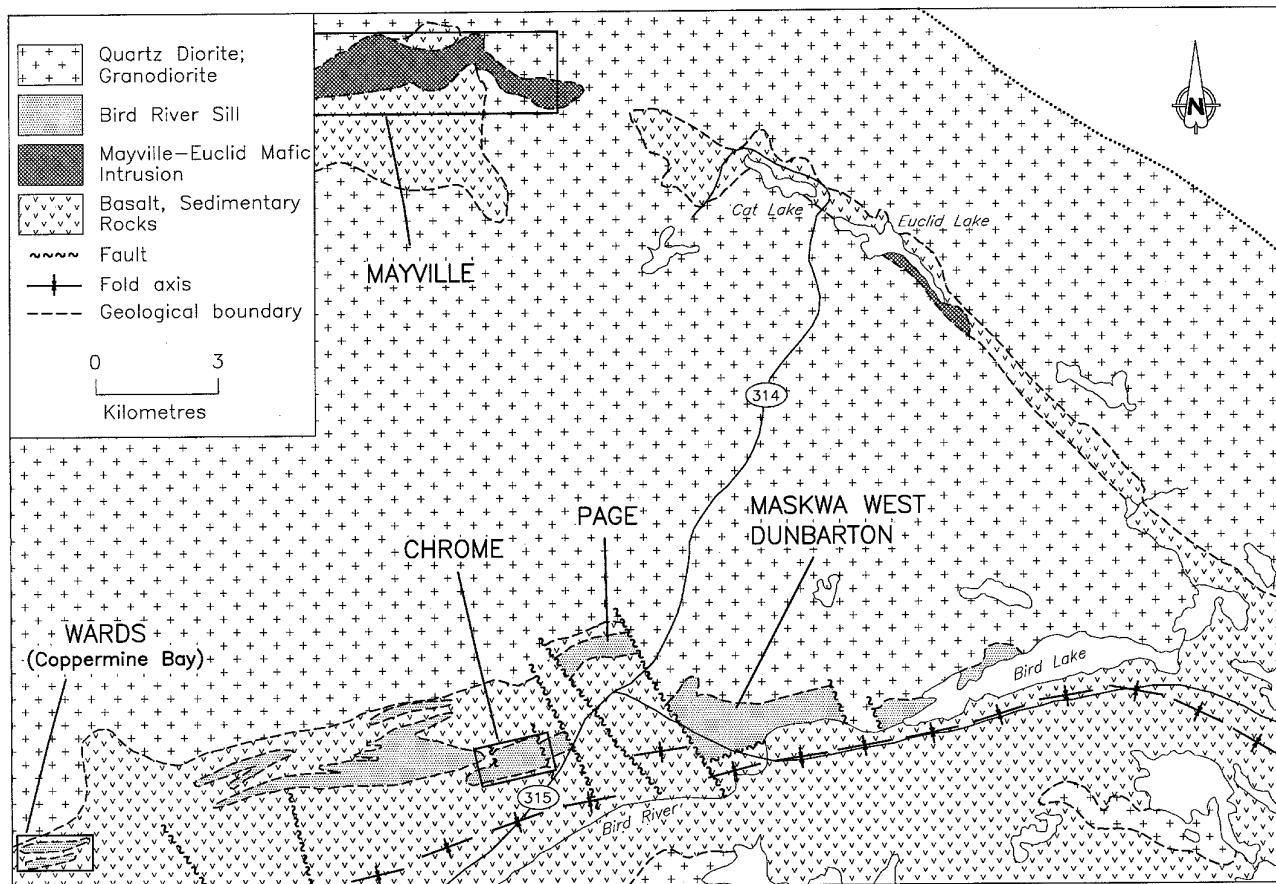 Quartz Diorite;
Granodiorite
Bird River Sill
Mayville-Euclid Mafic
Intrusion
Basalt, Sedimentary
Rocks
Fault
Fold axis
Geological boundary
0 3
Kilometres
N
MAYVILLE
Cat Lake
Euclid Lake
314
MASKWA WEST
DUNBARTON
PAGE
CHROME
WARDS
(Coppermine Bay)
Bird Lake
315
Bird River